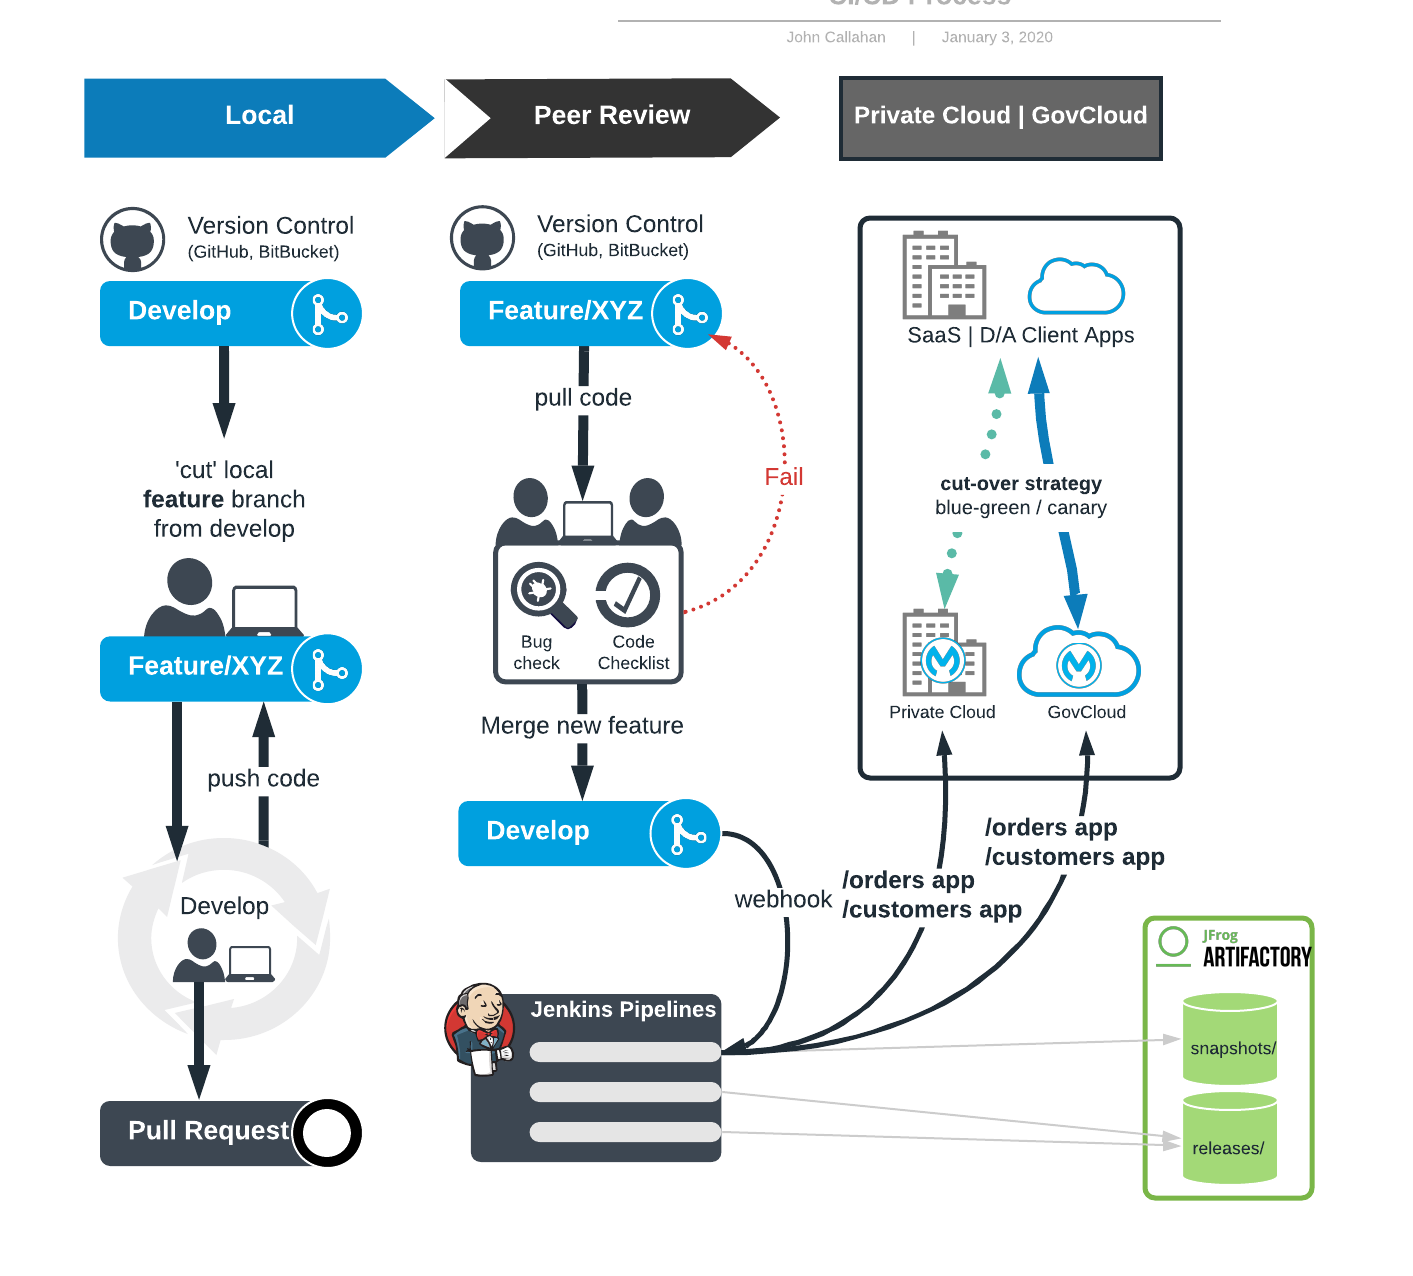 CI/CD Process
John Callahan | January 3, 2020
Local
Peer Review
Private Cloud | GovCloud
Version Control
(GitHub, BitBucket)
Develop
'cut' local
feature branch
from develop
Feature/XYZ
push code
Develop
Pull Request
Version Control
(GitHub, BitBucket)
Feature/XYZ
pull code
Fail
Bug
check
Code
Checklist
Merge new feature
Develop
webhook
Jenkins Pipelines
SaaS | D/A Client Apps
cut-over strategy
blue-green / canary
Private Cloud
GovCloud
/orders app
/customers app
/orders app
/customers app
JFrog
ARTIFACTORY
snapshots/
releases/